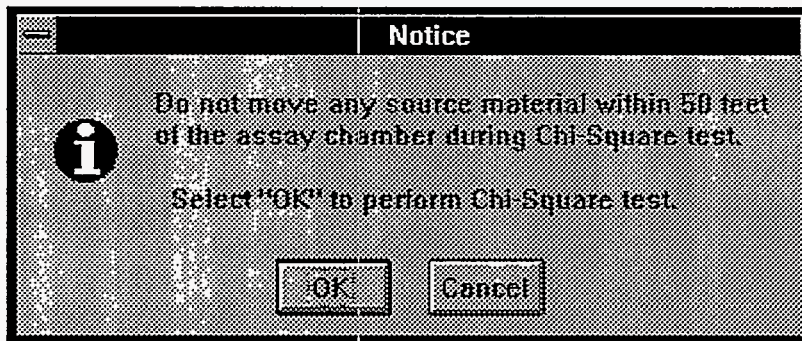 Notice
Do not move any source material within 50 feet
of the assay chamber during Chi-Square test.
Select "OK" to perform Chi-Square test.
OK Cancel